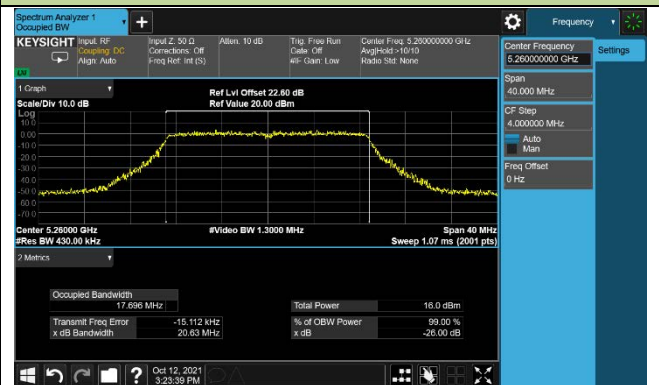 Spectrum Analyzer 1
Occupied BW
+
Frequency
KEYSIGHT
Input: RF
Coupling: DC
Align: Auto
Input Z: 50 Ω
Corrections: Off
Freq Ref: Int (S)
Atten: 10 dB
Trig: Free Run
Gate: Off
#IF Gain: Low
Center Freq: 5.260000000 GHz
Avg|Hold:>10/10
Radio Std: None
Center Frequency
5.260000000 GHz
Settings
Span
40.000 MHz
CF Step
4.000000 MHz
Auto
Man
Freq Offset
0 Hz
1 Graph
Scale/Div 10.0 dB
Ref Lvl Offset 22.60 dB
Ref Value 20.00 dBm
Log
10.0
0.00
-10.0
-20.0
-30.0
-40.0
-50.0
-60.0
-70.0
Center 5.26000 GHz
#Res BW 430.00 kHz
#Video BW 1.3000 MHz
Span 40 MHz
Sweep 1.07 ms (2001 pts)
2 Metrics
Occupied Bandwidth
17.696 MHz
Total Power
16.0 dBm
Transmit Freq Error
-15.112 kHz
% of OBW Power
99.00 %
x dB Bandwidth
20.63 MHz
x dB
-26.00 dB
?
Oct 12, 2021
3:23:39 PM